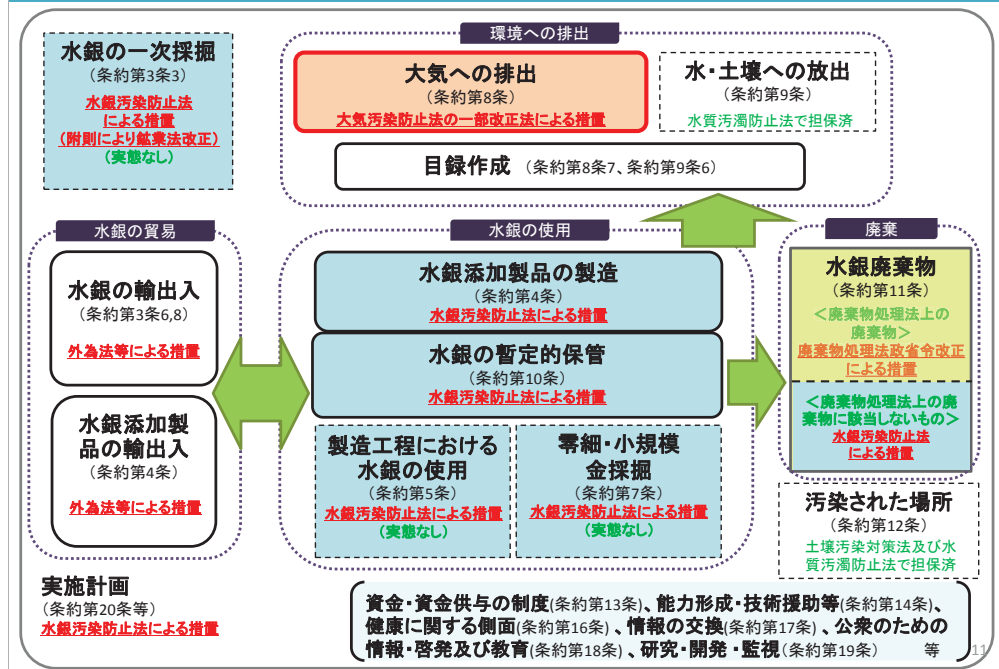 水銀の一次採掘
(条約第3条3)
水銀汚染防止法
による措置
(附則により鉱業法改正)
(実態なし)
環境への排出
大気への排出
(条約第8条)
大気汚染防止法の一部改正法による措置
水・土壌への放出
(条約第9条)
水質汚濁防止法で担保済
目録作成 (条約第8条7、条約第9条6)
水銀の貿易
水銀の輸出入
(条約第3条6,8)
外為法等による措置
水銀添加製
品の輸出入
(条約第4条)
外為法等による措置
水銀の使用
水銀添加製品の製造
(条約第4条)
水銀汚染防止法による措置
水銀の暫定的保管
(条約第10条)
水銀汚染防止法による措置
製造工程における
水銀の使用
(条約第5条)
水銀汚染防止法による措置
(実態なし)
零細・小規模
金採掘
(条約第7条)
水銀汚染防止法による措置
(実態なし)
廃棄
水銀廃棄物
(条約第11条)
＜廃棄物処理法上の
廃棄物＞
廃棄物処理法政省令改正
による措置
＜廃棄物処理法上の廃
棄物に該当しないもの＞
水銀汚染防止法
による措置
汚染された場所
(条約第12条)
土壌汚染対策法及び水
質汚濁防止法で担保済
実施計画
(条約第20条等)
水銀汚染防止法による措置
資金・資金供与の制度(条約第13条)、能力形成・技術援助等(条約第14条)、
健康に関する側面(条約第16条)、情報の交換(条約第17条)、公衆のための
情報・啓発及び教育(条約第18条)、研究・開発・監視(条約第19条) 等
11